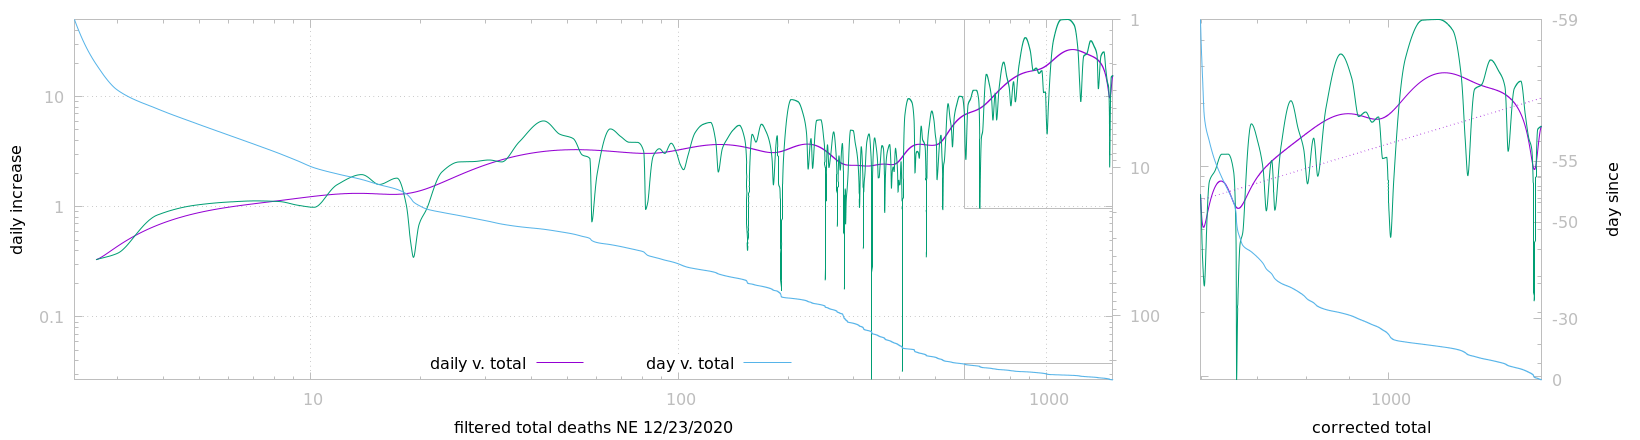 daily increase
10
1
0.1
daily v. total
day v. total
10
100
1000
filtered total deaths NE 12/23/2020
1
10
100
1000
corrected total
-59
-55
-50
-30
0
day since